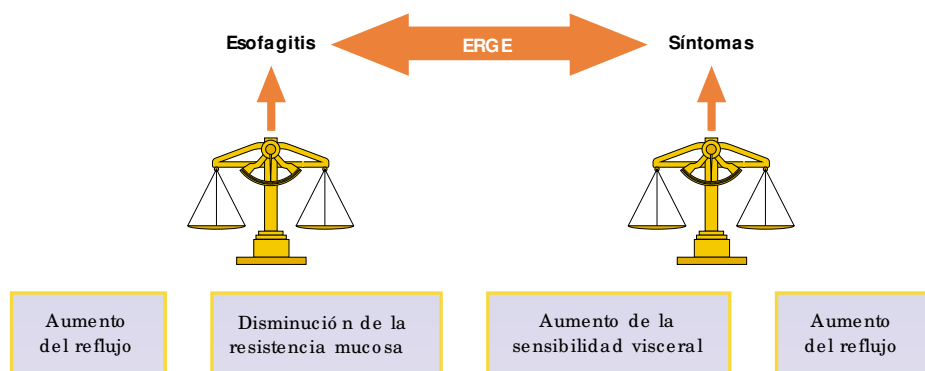 Esofagitis
ERGE
Síntomas
Aumento
del reflujo
Disminución de la
resistencia mucosa
Aumento de la
sensibilidad visceral
Aumento
del reflujo